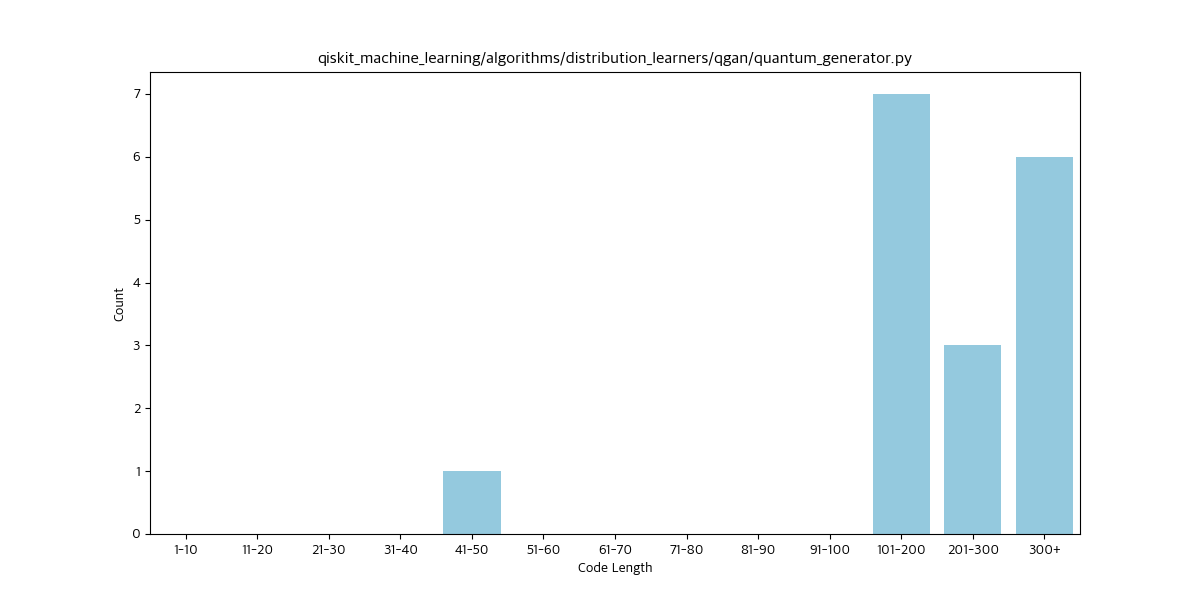 qiskit_machine_learning/algorithms/distribution_learners/qgan/quantum_generator.py
7
6
5
4
3
2
1
0
Count
1-10 11-20 21-30 31-40 41-50 51-60 61-70 71-80 81-90 91-100 101-200 201-300 300+
Code Length